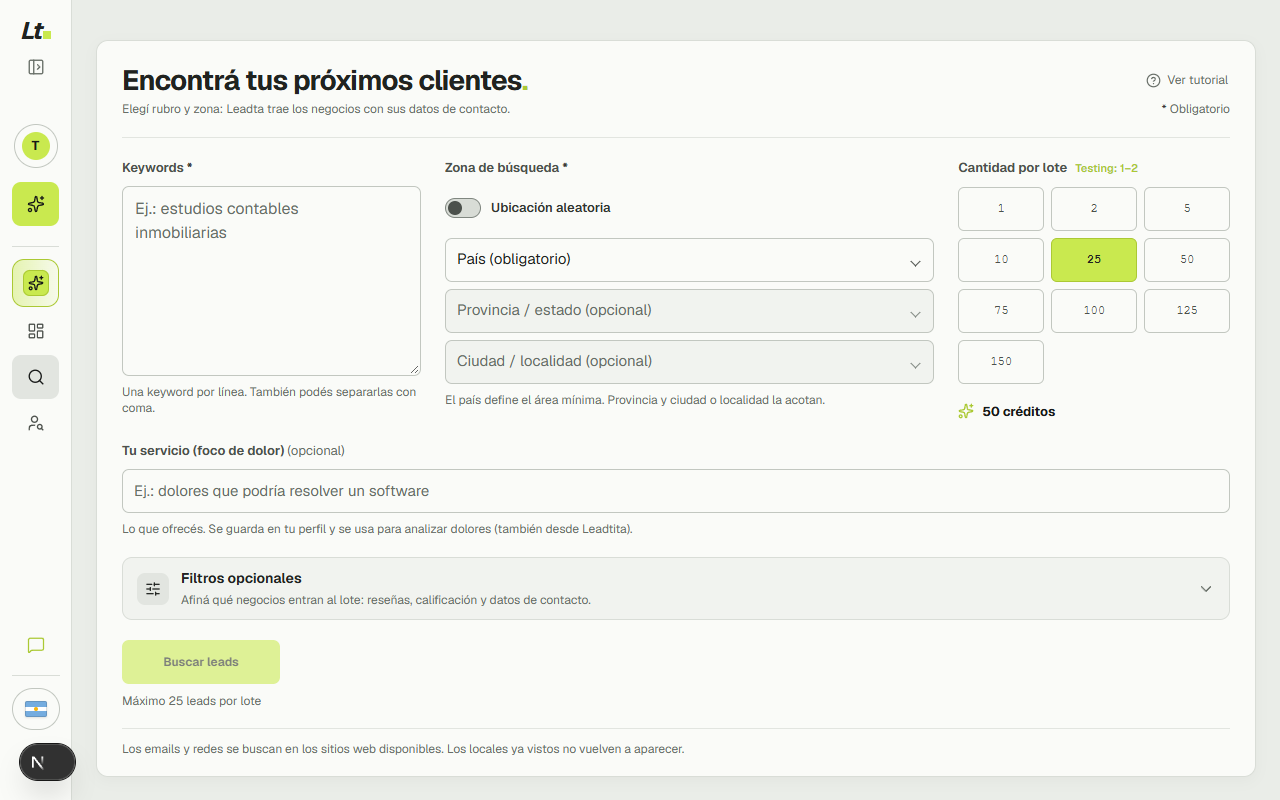 Lt.
T
N
Encontrá tus próximos clientes.
Elegí rubro y zona: Leadta trae los negocios con sus datos de contacto.
Ver tutorial
* Obligatorio
Keywords *
Ej.: estudios contables
inmobiliarias
Una keyword por línea. También podés separarlas con
coma.
Zona de búsqueda *
Ubicación aleatoria
País (obligatorio)
Provincia / estado (opcional)
Ciudad / localidad (opcional)
El país define el área mínima. Provincia y ciudad o localidad la acotan.
Cantidad por lote Testing: 1–2
1 2 5
10 25 50
75 100 125
150
50 créditos
Tu servicio (foco de dolor) (opcional)
Ej.: dolores que podría resolver un software
Lo que ofrecés. Se guarda en tu perfil y se usa para analizar dolores (también desde Leadtita).
Filtros opcionales
Afiná qué negocios entran al lote: reseñas, calificación y datos de contacto.
Buscar leads
Máximo 25 leads por lote
Los emails y redes se buscan en los sitios web disponibles. Los locales ya vistos no vuelven a aparecer.